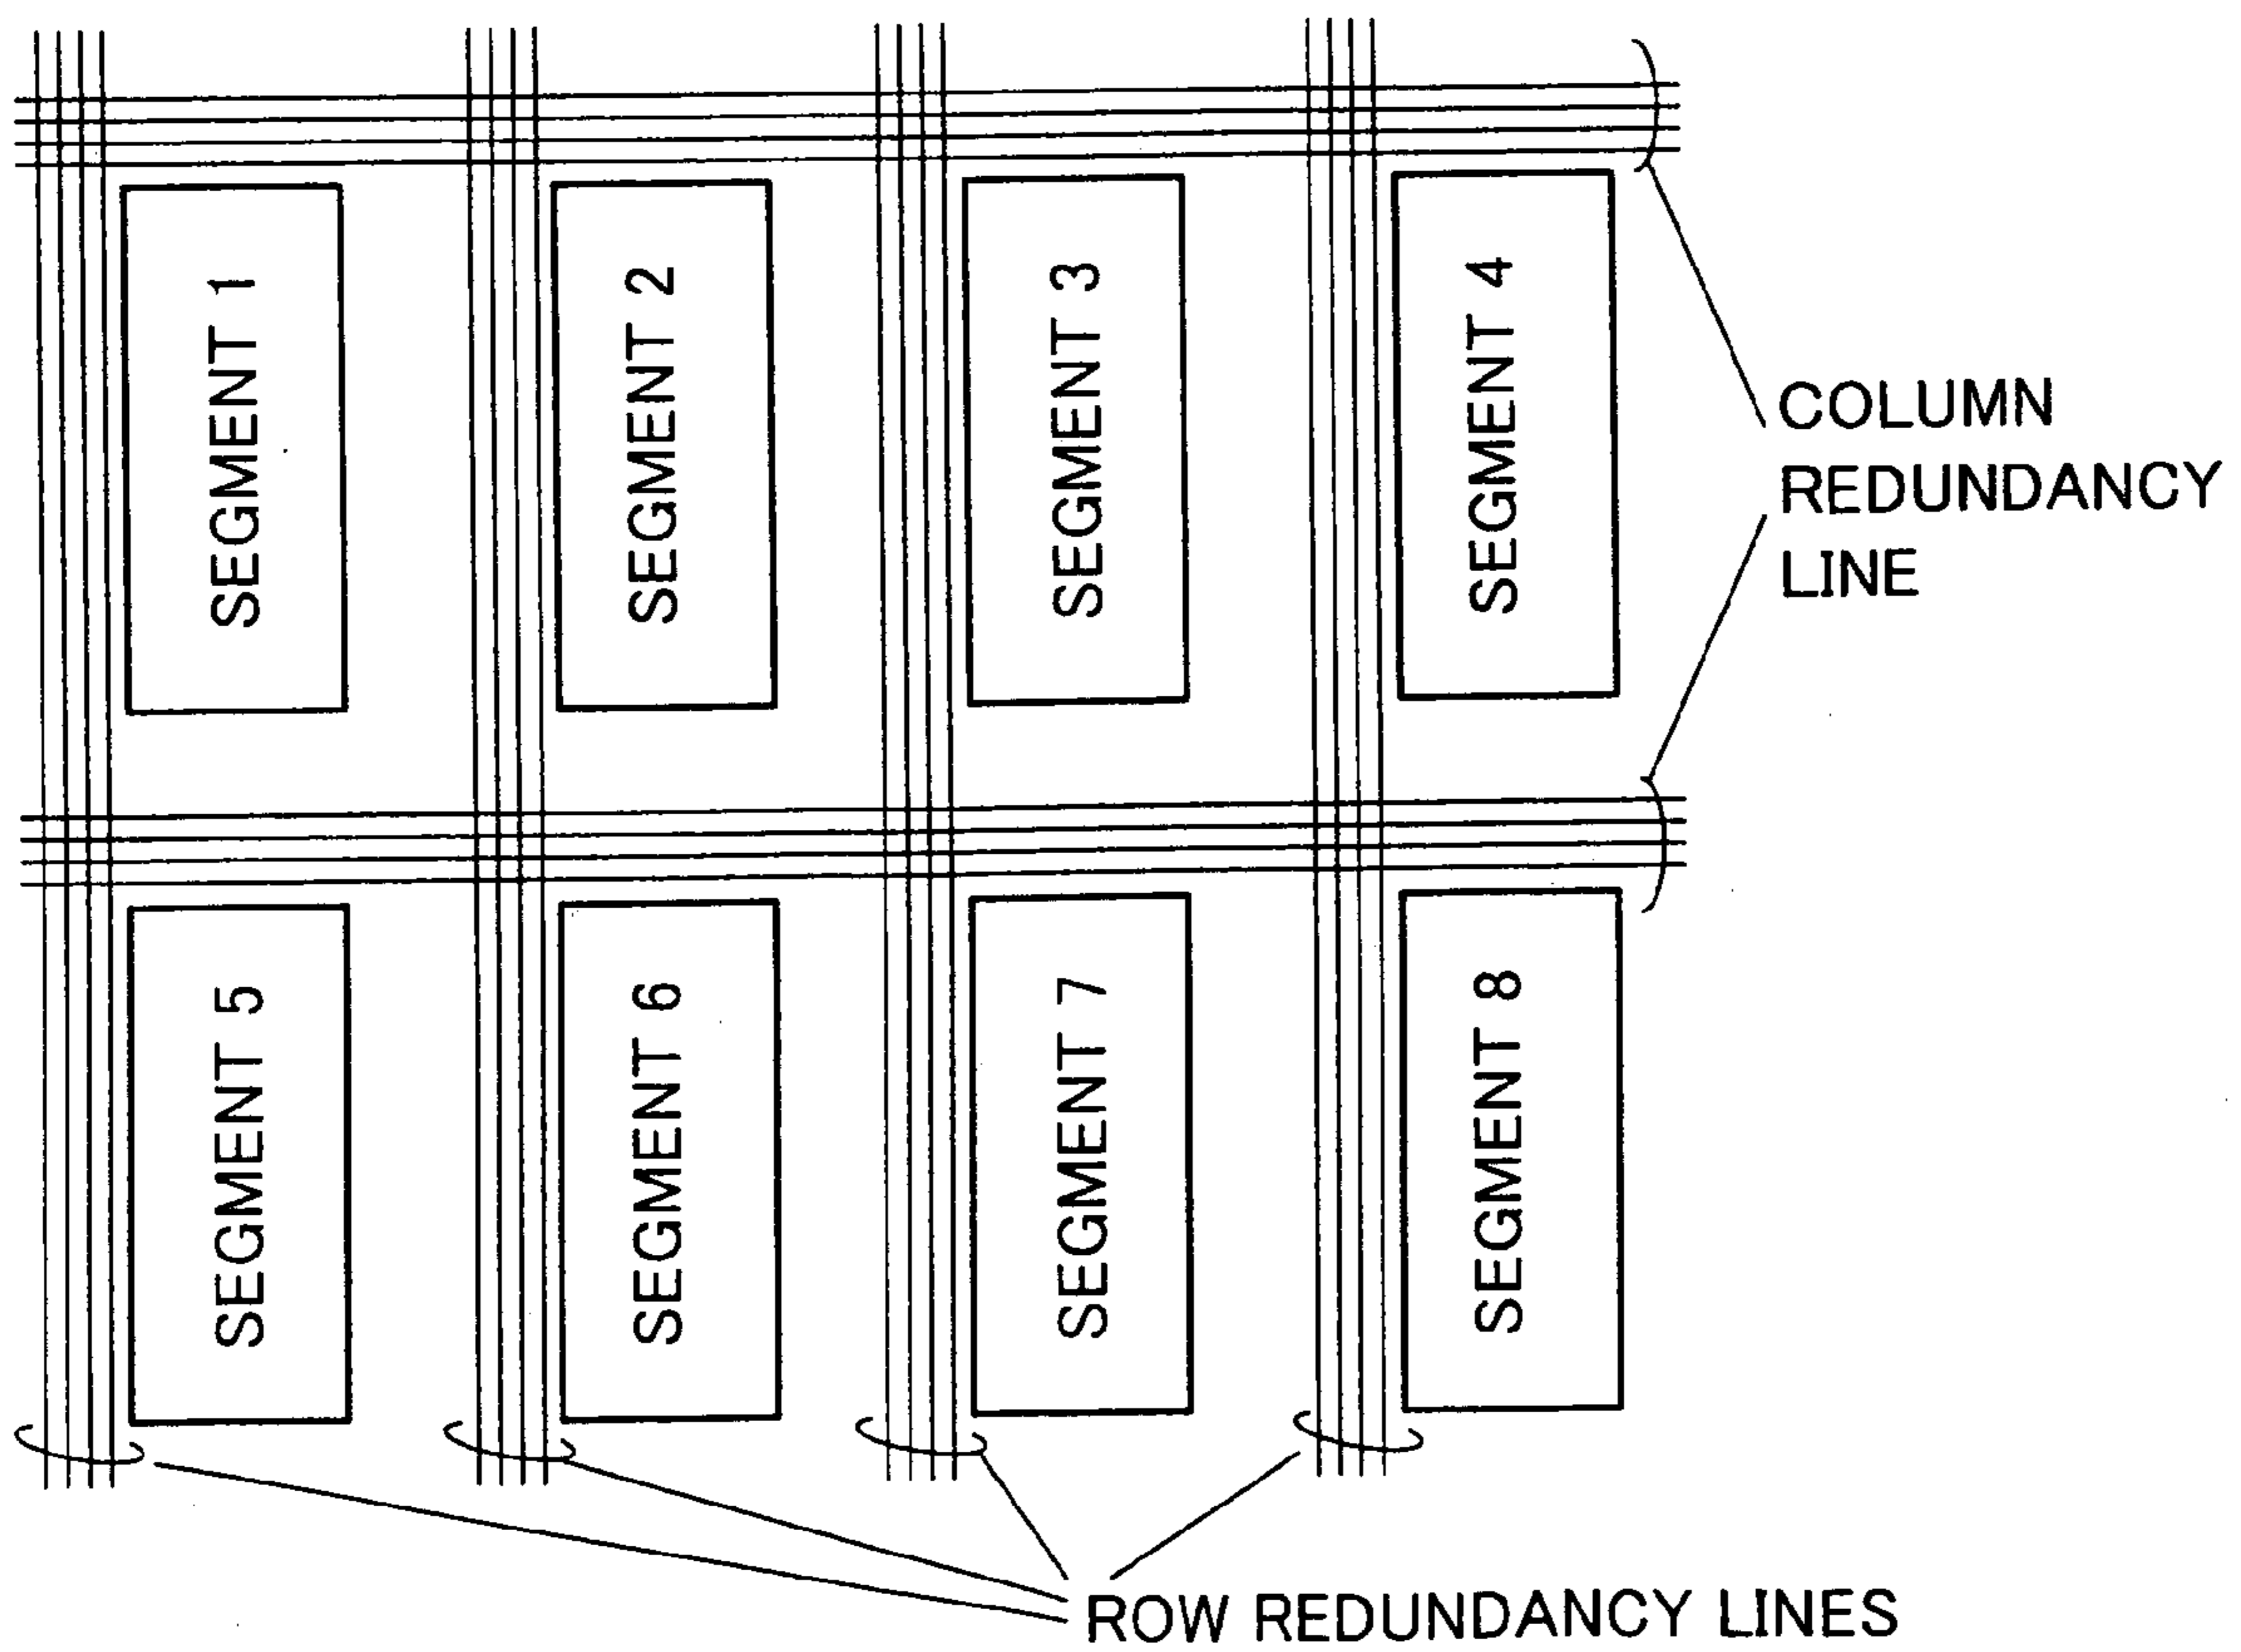 SEGMENT 1
SEGMENT 2
SEGMENT 3
SEGMENT 4
COLUMN
REDUNDANCY
LINE
SEGMENT 5
SEGMENT 6
SEGMENT 7
SEGMENT 8
ROW REDUNDANCY LINES